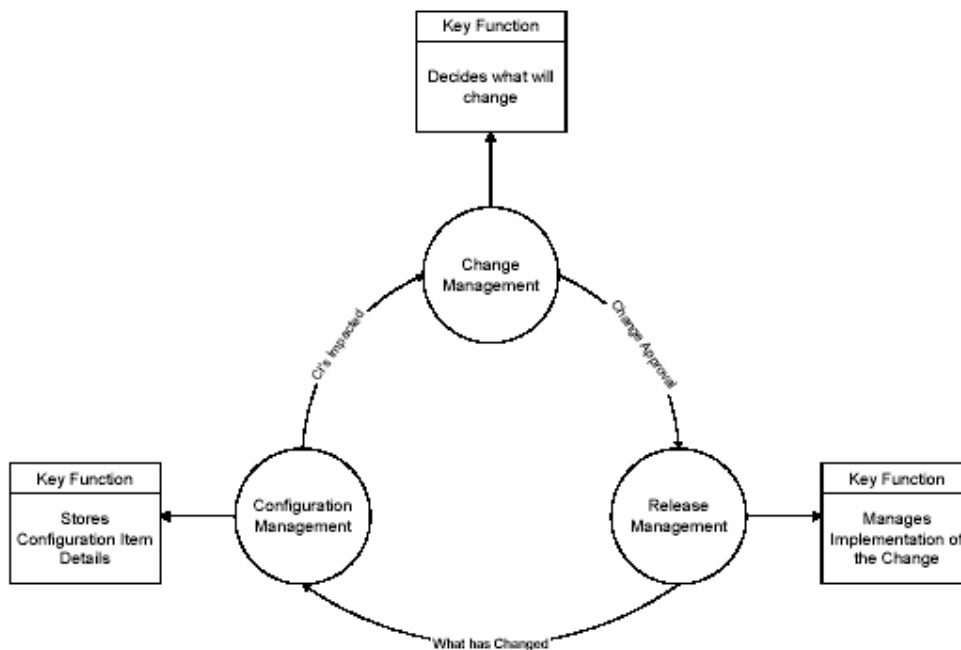 Key Function
Decides what will
change
Change
Management
CI's Impacted
Change Approval
Key Function
Stores
Configuration Item
Details
Configuration
Management
Release
Management
Key Function
Manages
Implementation of
the Change
What has Changed